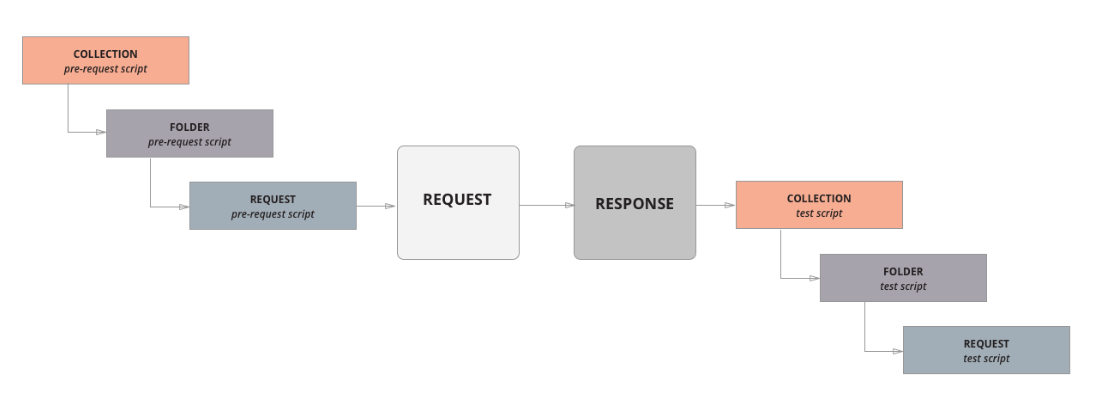 COLLECTION
pre-request script
FOLDER
pre-request script
REQUEST
pre-request script
REQUEST
RESPONSE
COLLECTION
test script
FOLDER
test script
REQUEST
test script